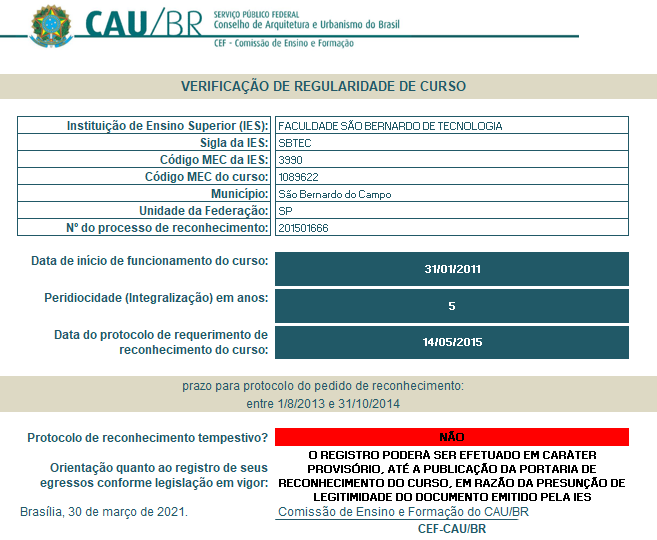 CAU/BR
SERVIÇO PÚBLICO FEDERAL
Conselho de Arquitetura e Urbanismo do Brasil
CEF - Comissão de Ensino e Formação
VERIFICAÇÃO DE REGULARIDADE DE CURSO
Instituição de Ensino Superior (IES): FACULDADE SÃO BERNARDO DE TECNOLOGIA
Sigla da IES: SBTEC
Código MEC da IES: 3990
Código MEC do curso: 1089622
Município: São Bernardo do Campo
Unidade da Federação: SP
Nº do processo de reconhecimento: 201501666
Data de início de funcionamento do curso: 31/01/2011
Peridiocidade (Integralização) em anos: 5
Data do protocolo de requerimento de
reconhecimento do curso: 14/05/2015
prazo para protocolo do pedido de reconhecimento:
entre 1/8/2013 e 31/10/2014
Protocolo de reconhecimento tempestivo? NÃO
Orientação quanto ao registro de seus
egressos conforme legislação em vigor:
O REGISTRO PODERÁ SER EFETUADO EM CARÁTER
PROVISÓRIO, ATÉ A PUBLICAÇÃO DA PORTARIA DE
RECONHECIMENTO DO CURSO, EM RAZÃO DA PRESUNÇÃO DE
LEGITIMIDADE DO DOCUMENTO EMITIDO PELA IES
Brasília, 30 de março de 2021.
Comissão de Ensino e Formação do CAU/BR
CEF-CAU/BR